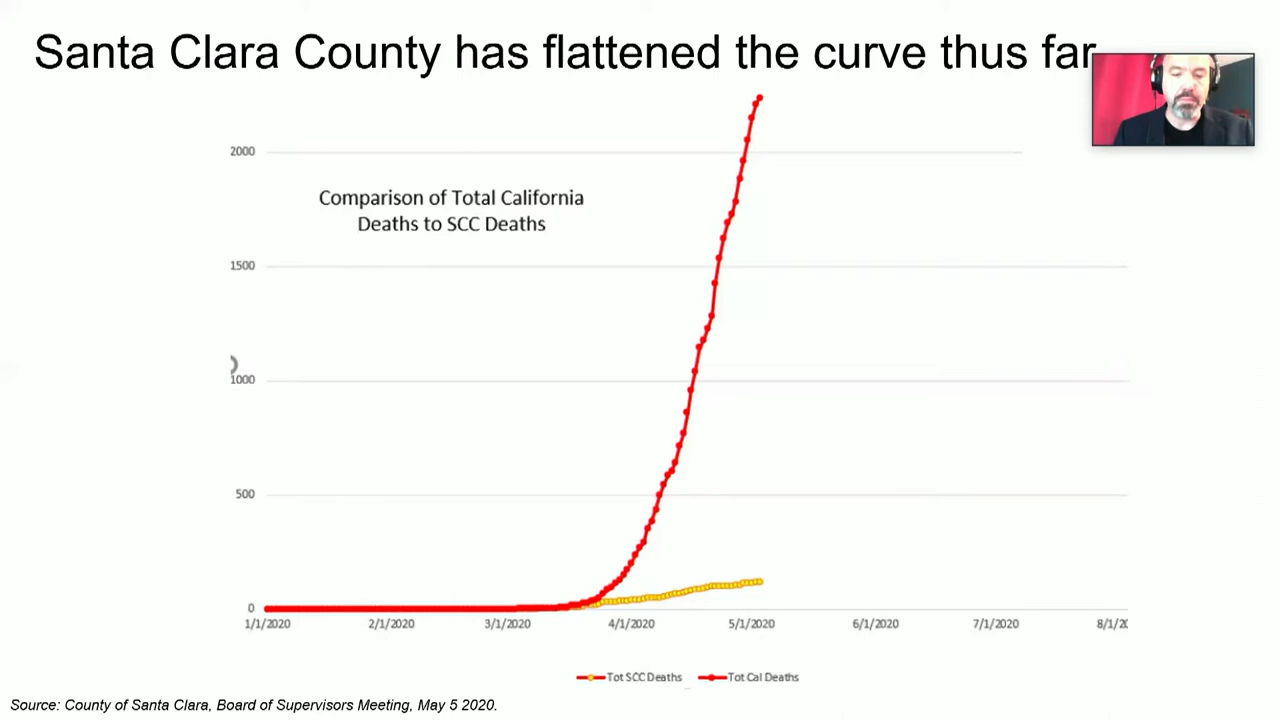 Santa Clara County has flattened the curve thus far
2000
Comparison of Total California
Deaths to SCC Deaths
1500
1000
500
0
1/1/2020 2/1/2020 3/1/2020 4/1/2020 5/1/2020 6/1/2020 7/1/2020 8/1/20
Tot SCC Deaths Tot Cal Deaths
Source: County of Santa Clara, Board of Supervisors Meeting, May 5 2020.